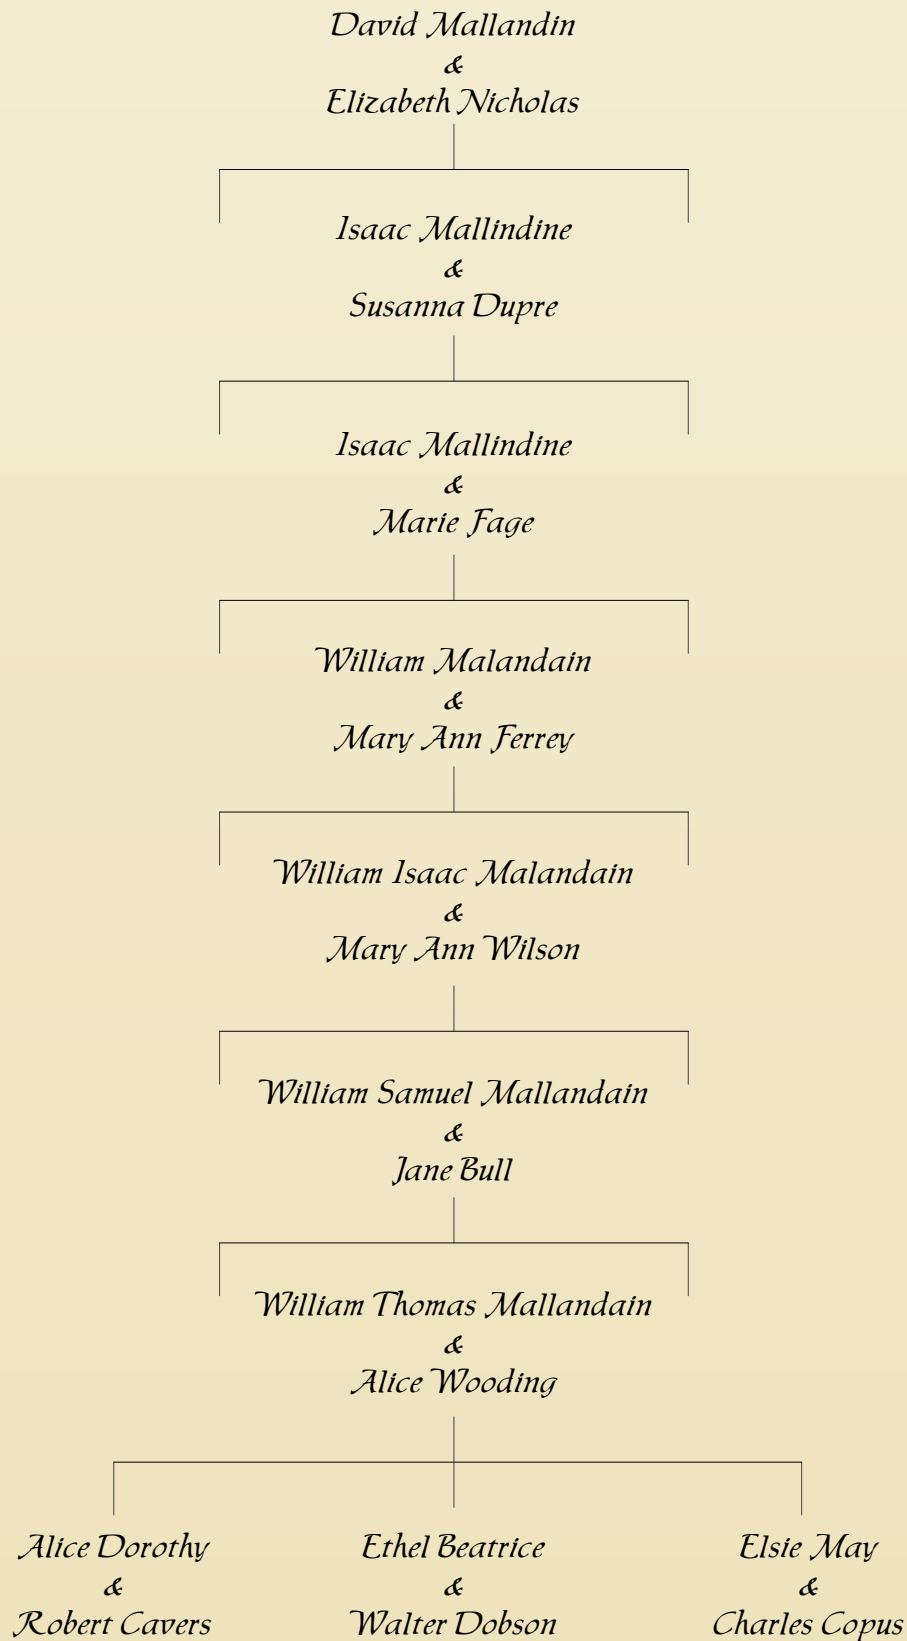 David Mallandin
&
Elizabeth Nicholas
Isaac Mallindine
&
Susanna Dupre
Isaac Mallindine
&
Marie Fage
William Malandain
&
Mary Ann Ferrey
William Isaac Malandain
&
Mary Ann Wilson
William Samuel Mallandain
&
Jane Bull
William Thomas Mallandain
&
Alice Wooding
Alice Dorothy
&
Robert Cavers
Ethel Beatrice
&
Walter Dobson
Elsie May
&
Charles Copus